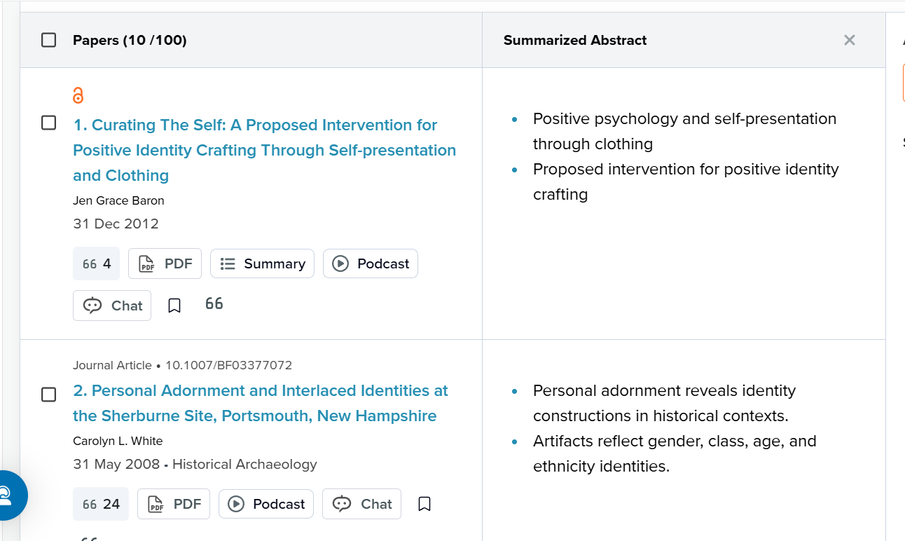 Papers (10 /100)
Summarized Abstract
1. Curating The Self: A Proposed Intervention for
Positive Identity Crafting Through Self-presentation
and Clothing
Jen Grace Baron
31 Dec 2012
4
PDF
Summary
Podcast
Chat
Positive psychology and self-presentation
through clothing
Proposed intervention for positive identity
crafting
Journal Article • 10.1007/BF03377072
2. Personal Adornment and Interlaced Identities at
the Sherburne Site, Portsmouth, New Hampshire
Carolyn L. White
31 May 2008 • Historical Archaeology
24
PDF
Podcast
Chat
Personal adornment reveals identity
constructions in historical contexts.
Artifacts reflect gender, class, age, and
ethnicity identities.